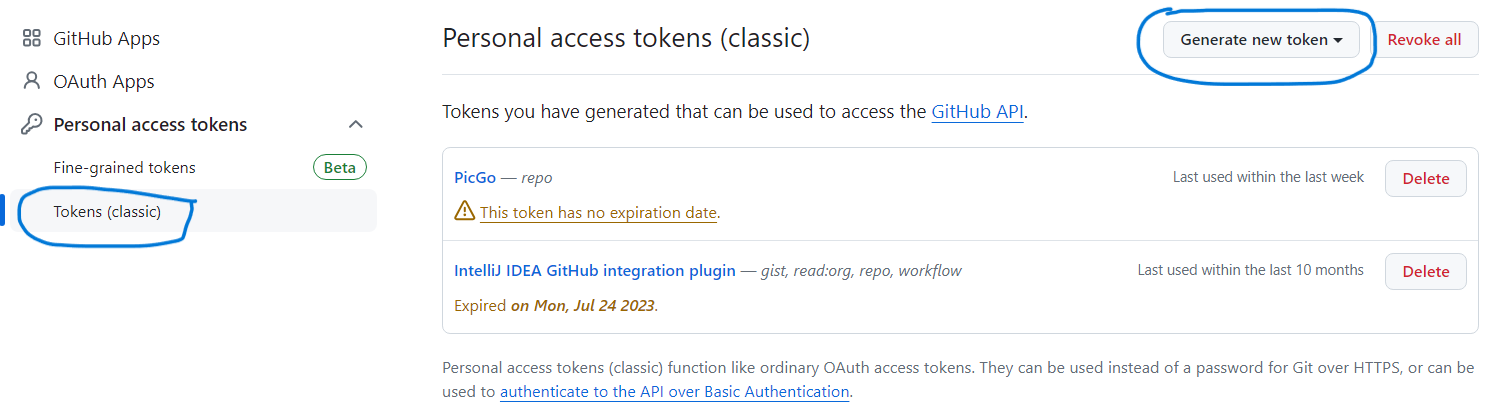 GitHub Apps
OAuth Apps
Personal access tokens
Fine-grained tokens Beta
Tokens (classic)
Personal access tokens (classic)
Generate new token
Revoke all
Tokens you have generated that can be used to access the GitHub API.
PicGo — repo
Last used within the last week
Delete
This token has no expiration date.
IntelliJ IDEA GitHub integration plugin — gist, read:org, repo, workflow
Last used within the last 10 months
Delete
Expired on Mon, Jul 24 2023.
Personal access tokens (classic) function like ordinary OAuth access tokens. They can be used instead of a password for Git over HTTPS, or can be
used to authenticate to the API over Basic Authentication.